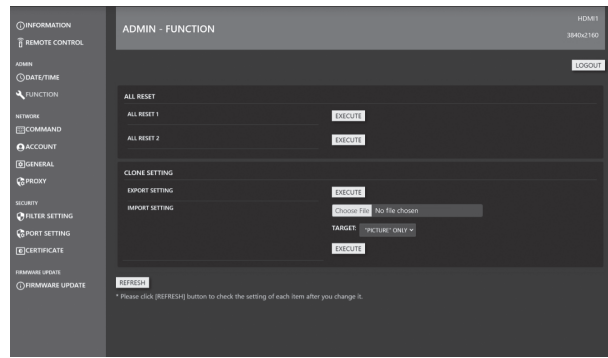 INFORMATION
REMOTE CONTROL
ADMIN
DATE/TIME
FUNCTION
NETWORK
COMMAND
ACCOUNT
GENERAL
PROXY
SECURITY
FILTER SETTING
PORT SETTING
CERTIFICATE
FIRMWARE UPDATE
FIRMWARE UPDATE
ADMIN - FUNCTION
HDMI1
3840x2160
LOGOUT
ALL RESET
ALL RESET 1 EXECUTE
ALL RESET 2 EXECUTE
CLONE SETTING
EXPORT SETTING EXECUTE
IMPORT SETTING Choose File No file chosen
TARGET: "PICTURE" ONLY
EXECUTE
REFRESH
* Please click [REFRESH] button to check the setting of each item after you change it.